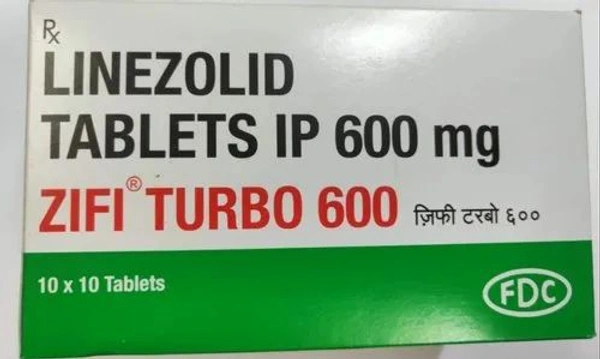 Rx
LINEZOLID
TABLETS IP 600 mg
ZIFI® TURBO 600 ज़िफी टरबो ६००
10 x 10 Tablets
FDC